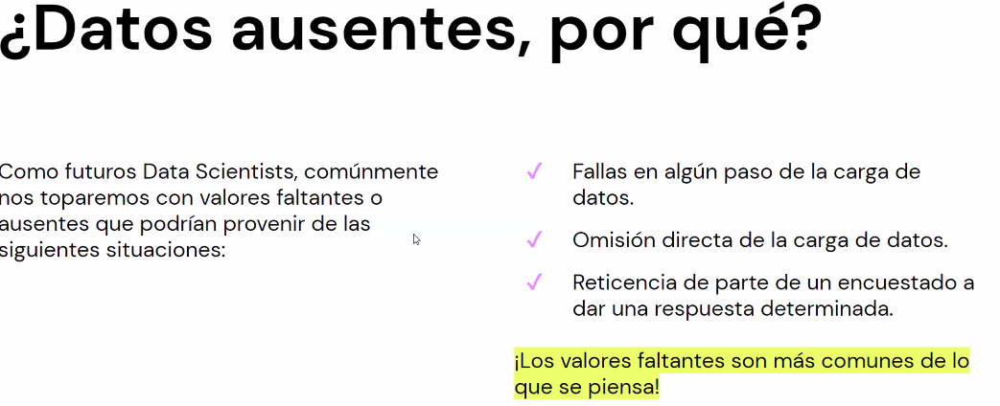 ¿Datos ausentes, por qué?
Como futuros Data Scientists, comúnmente
nos toparemos con valores faltantes o
ausentes que podrían provenir de las
siguientes situaciones:
✓ Fallas en algún paso de la carga de
datos.
✓ Omisión directa de la carga de datos.
✓ Reticencia de parte de un encuestado a
dar una respuesta determinada.
¡Los valores faltantes son más comunes de lo
que se piensa!